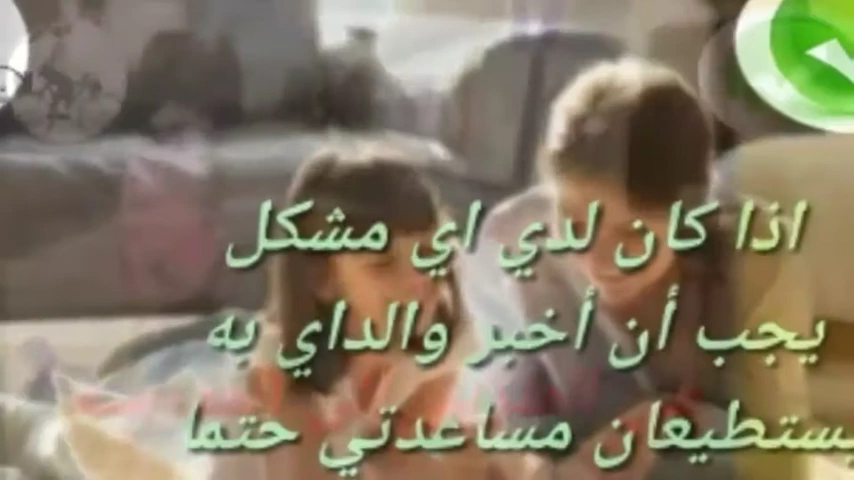 اذا كان لدي اي مشكل
يجب أن أخبر والداي به
يستطيعان مساعدتي حتما